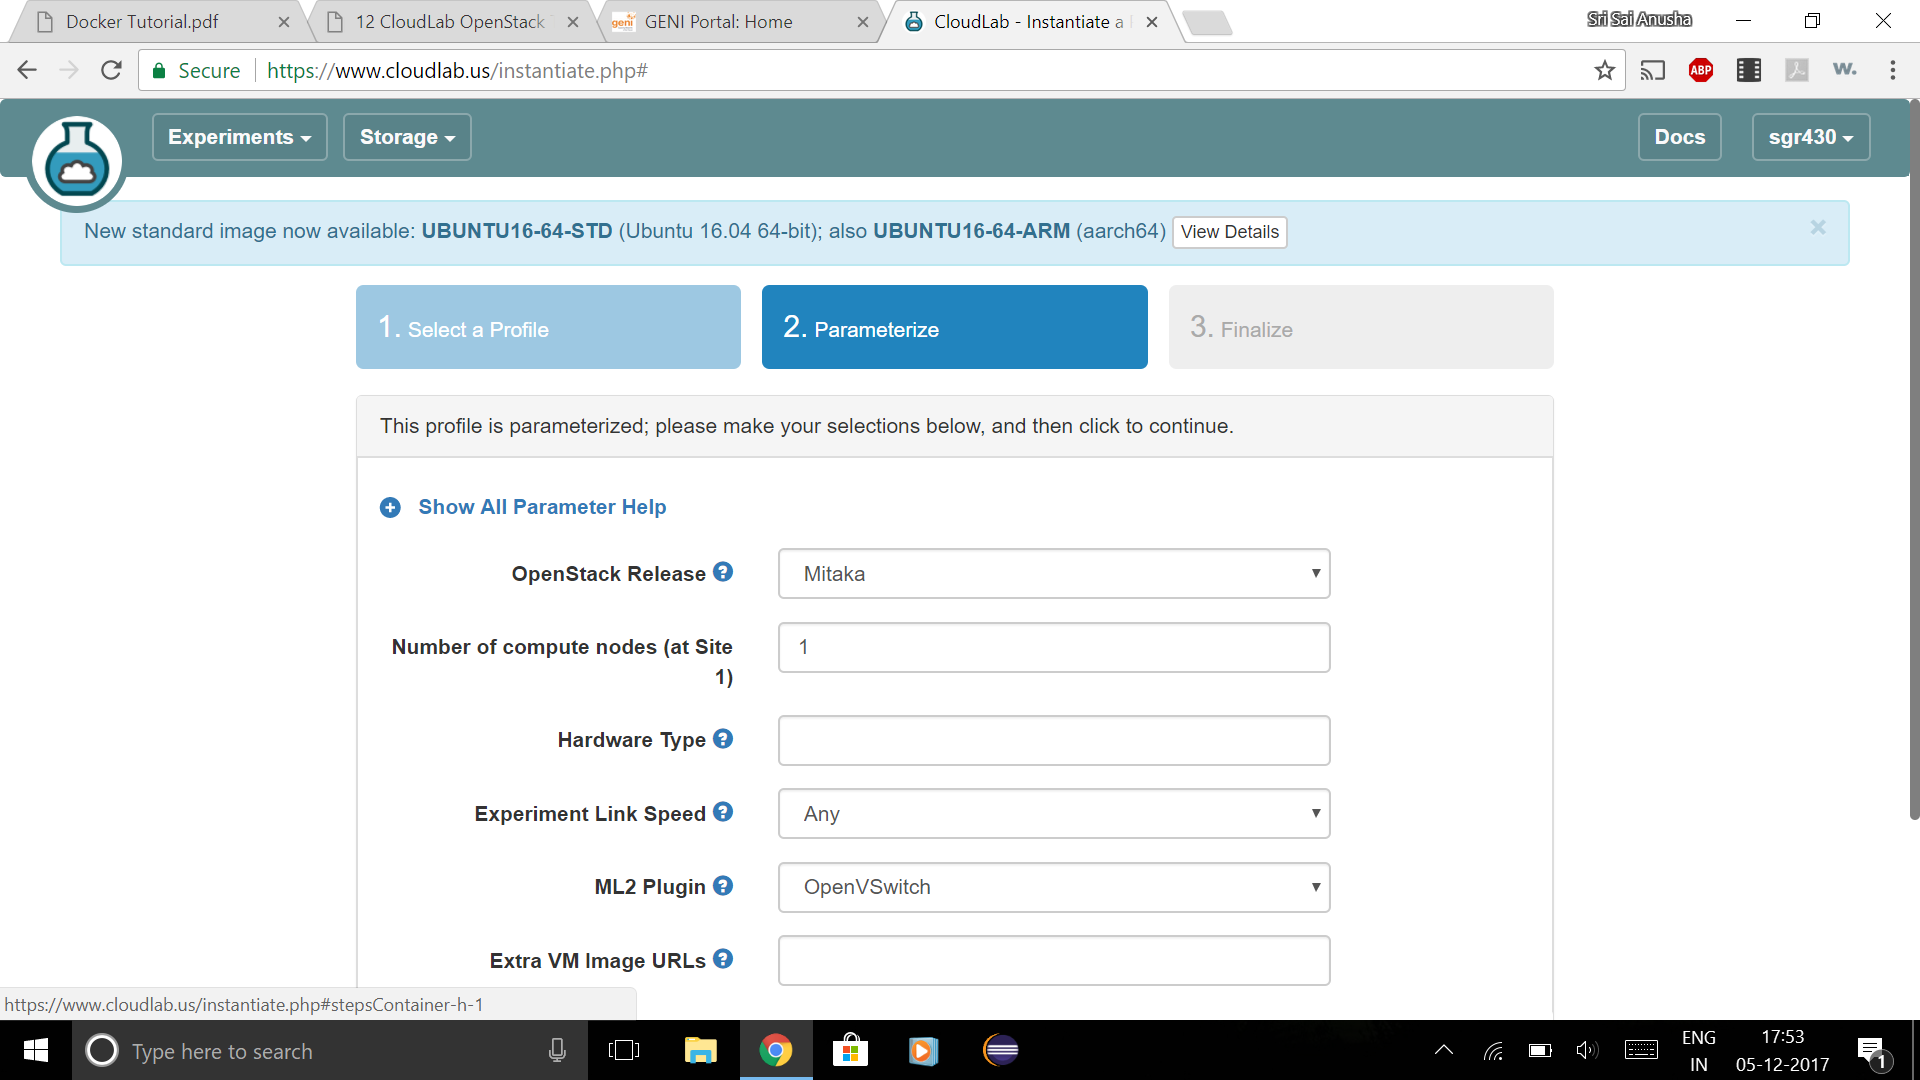 Docker Tutorial.pdf
12 CloudLab OpenStack
GENI Portal: Home
CloudLab - Instantiate a
Sri Sai Anusha
Secure
https://www.cloudlab.us/instantiate.php#
ABP
w.
Experiments
Storage
Docs
sgr430
New standard image now available: UBUNTU16-64-STD (Ubuntu 16.04 64-bit); also UBUNTU16-64-ARM (aarch64) View Details
1. Select a Profile
2. Parameterize
3. Finalize
This profile is parameterized; please make your selections below, and then click to continue.
Show All Parameter Help
OpenStack Release
Mitaka
Number of compute nodes (at Site
1)
1
Hardware Type
Experiment Link Speed
Any
ML2 Plugin
OpenVSwitch
Extra VM Image URLs
https://www.cloudlab.us/instantiate.php#stepsContainer-h-1
Type here to search
ENG
IN
17:53
05-12-2017
1